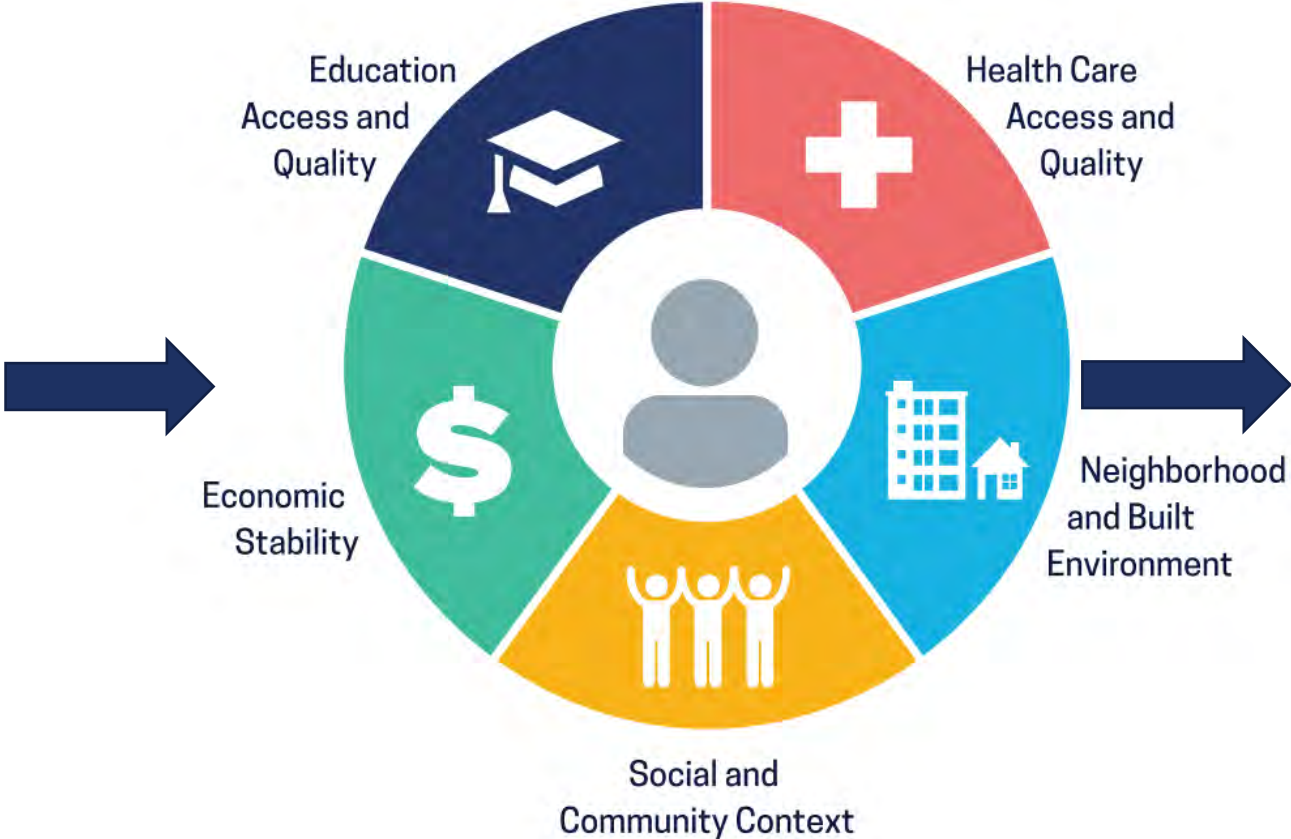 Education
Access and
Quality
Health Care
Access and
Quality
Economic
Stability
Neighborhood
and Built
Environment
Social and
Community Context